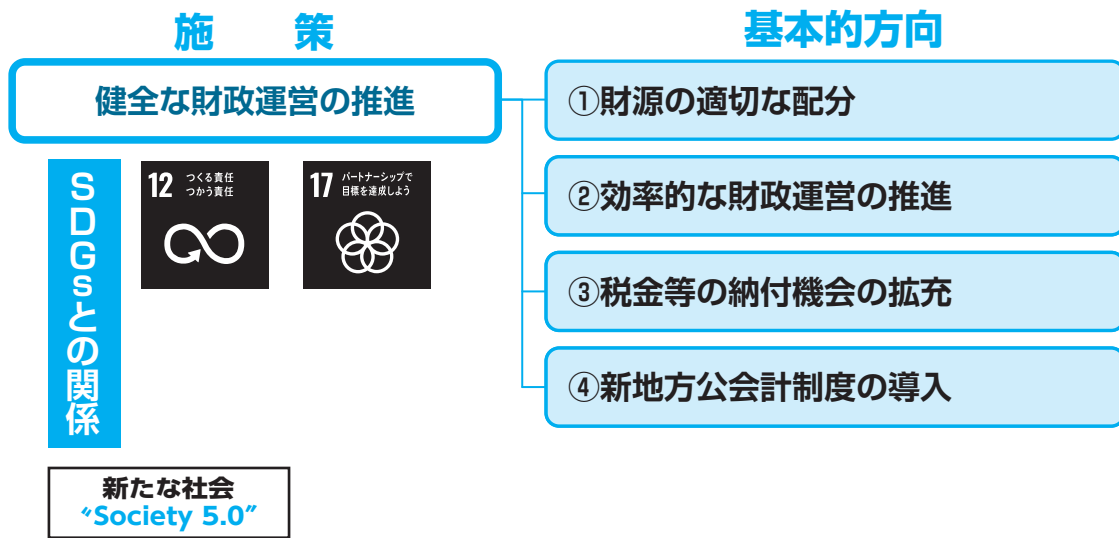 施　策
健全な財政運営の推進
基本的方向
①財源の適切な配分
②効率的な財政運営の推進
③税金等の納付機会の拡充
④新地方公会計制度の導入
SDGsとの関係
12 つくる責任
つかう責任
17 パートナーシップで
目標を達成しよう
新たな社会
“Society 5.0”